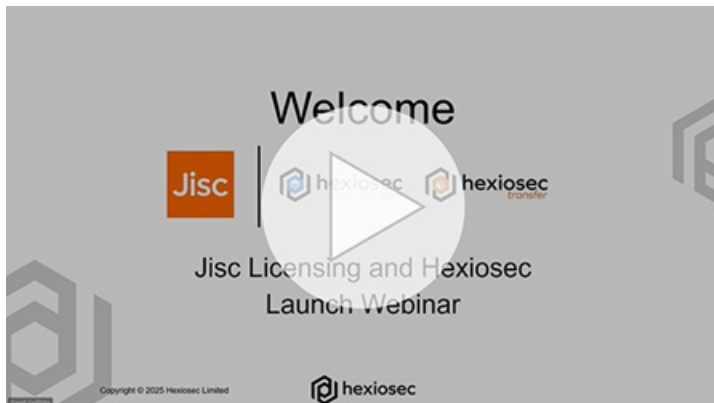 Welcome
Jisc
hexiosec
hexiosec
transfer
Jisc Licensing and Hexiosec
Launch Webinar
Copyright © 2025 Hexiosec Limited
hexiosec